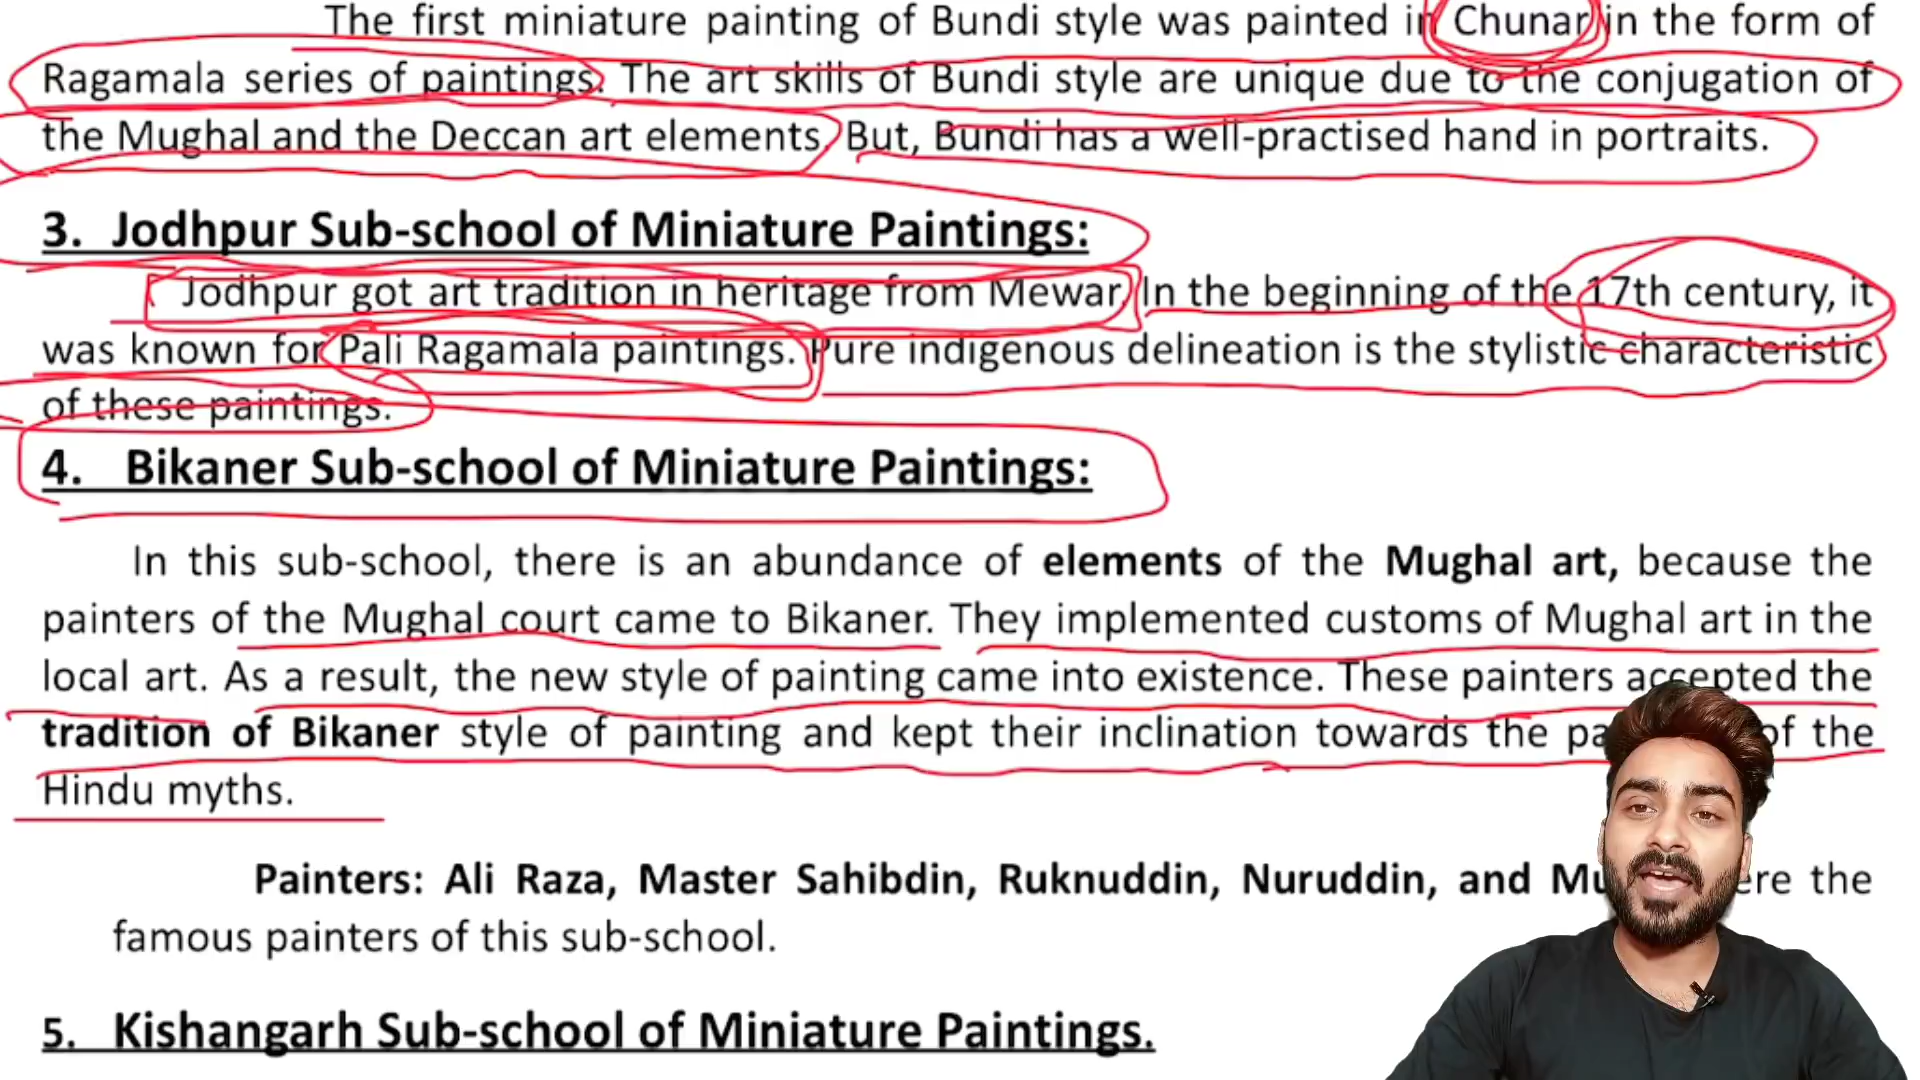 The first miniature painting of Bundi style was painted in Chunar in the form of
Ragamala series of paintings. The art skills of Bundi style are unique due to the conjugation of
the Mughal and the Deccan art elements. But, Bundi has a well-practised hand in portraits.
3. Jodhpur Sub-school of Miniature Paintings:
Jodhpur got art tradition in heritage from Mewar. In the beginning of the 17th century, it
was known for Pali Ragamala paintings. Pure indigenous delineation is the stylistic characteristic
of these paintings.
4. Bikaner Sub-school of Miniature Paintings:
In this sub-school, there is an abundance of elements of the Mughal art, because the
painters of the Mughal court came to Bikaner. They implemented customs of Mughal art in the
local art. As a result, the new style of painting came into existence. These painters accepted the
tradition of Bikaner style of painting and kept their inclination towards the of the
Hindu myths.
Painters: Ali Raza, Master Sahibdin, Ruknuddin, Nuruddin, and the
famous painters of this sub-school.
5. Kishangarh Sub-school of Miniature Paintings.